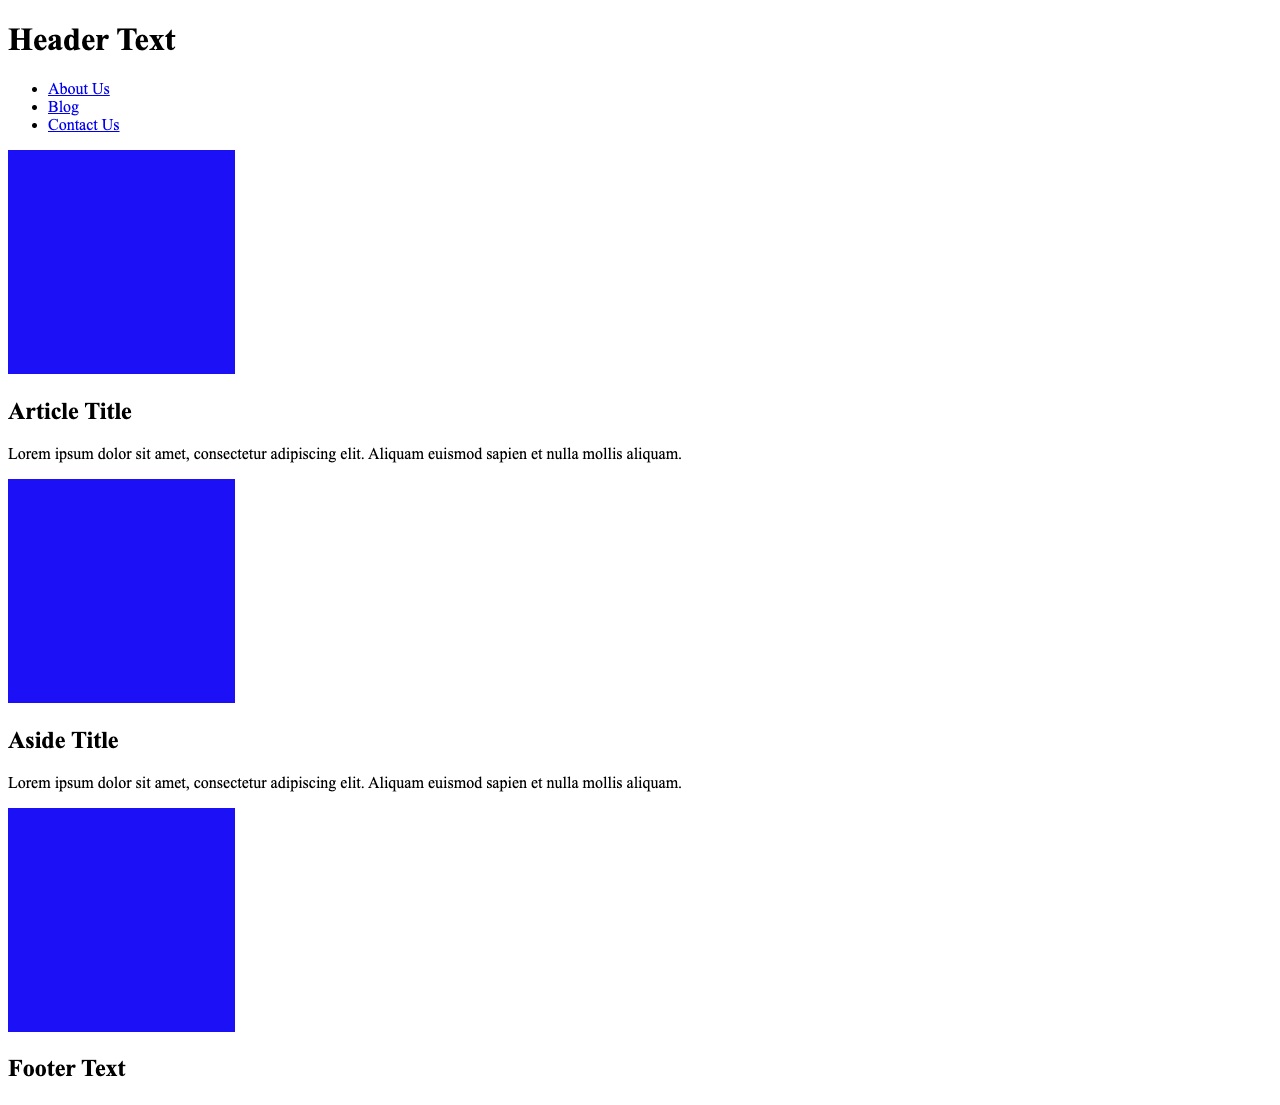 Header Text
About Us
Blog
Contact Us
Article Title
Lorem ipsum dolor sit amet, consectetur adipiscing elit. Aliquam euismod sapien et nulla mollis aliquam.
Aside Title
Lorem ipsum dolor sit amet, consectetur adipiscing elit. Aliquam euismod sapien et nulla mollis aliquam.
Footer Text